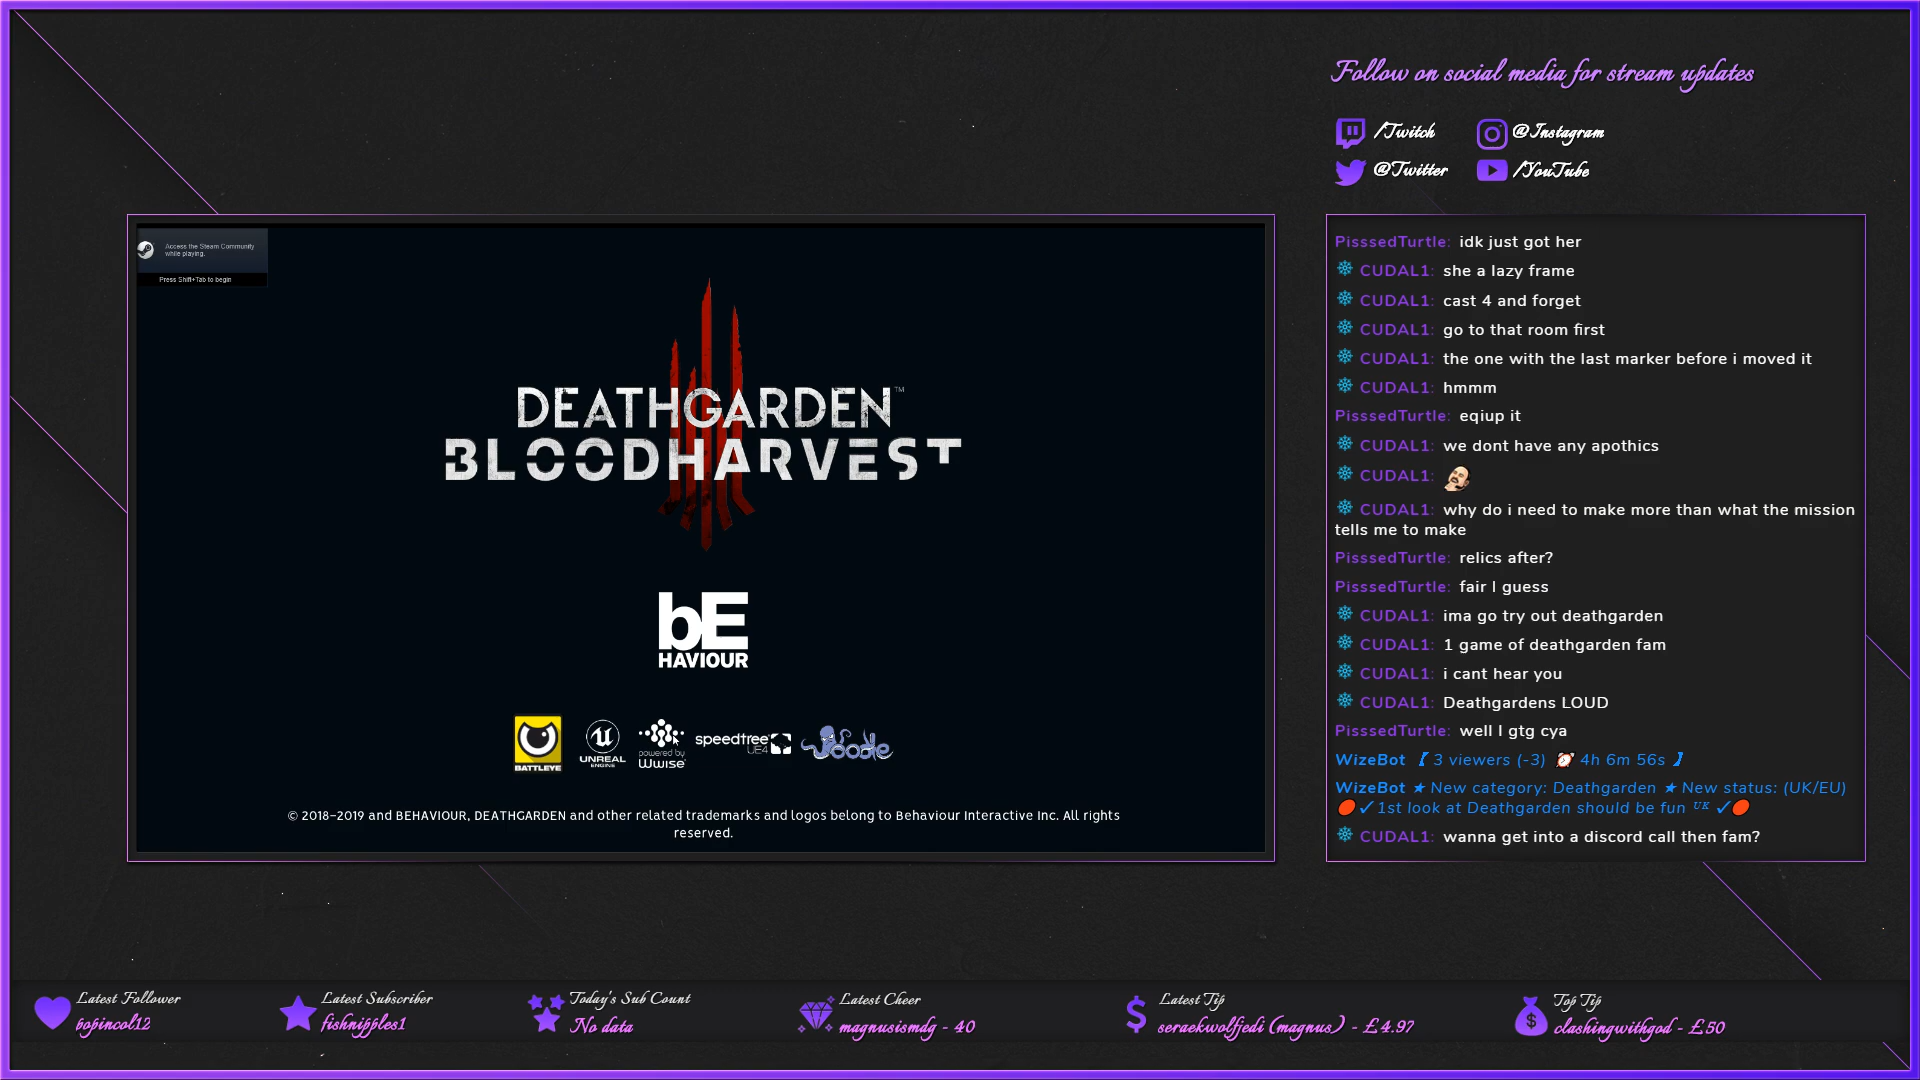 Follow on social media for stream updates
/Twitch
@Instagram
@Twitter
/YouTube
Access the Steam Community
while playing.
Press Shift+Tab to begin
DEATHGARDEN™
BLOODHARVEST
bE
HAVIOUR
BATTLEYE
UNREAL
ENGINE
powered by
Wwise
speedtree
UE4
oodle
© 2018-2019 and BEHAVIOUR, DEATHGARDEN and other related trademarks and logos belong to Behaviour Interactive Inc. All rights
reserved.
PisssedTurtle: idk just got her
CUDAL1: she a lazy frame
CUDAL1: cast 4 and forget
CUDAL1: go to that room first
CUDAL1: the one with the last marker before i moved it
CUDAL1: hmmm
PisssedTurtle: eqiup it
CUDAL1: we dont have any apothics
CUDAL1:
CUDAL1: why do i need to make more than what the mission
tells me to make
PisssedTurtle: relics after?
PisssedTurtle: fair I guess
CUDAL1: ima go try out deathgarden
CUDAL1: 1 game of deathgarden fam
CUDAL1: i cant hear you
CUDAL1: Deathgardens LOUD
PisssedTurtle: well I gtg cya
WizeBot 【 3 viewers (-3) ⏰ 4h 6m 56s 】
WizeBot ★ New category: Deathgarden ★ New status: (UK/EU)
🔴✓1st look at Deathgarden should be fun ᵁᴷ ✓🔴
CUDAL1: wanna get into a discord call then fam?
Latest Follower
bopincol12
Latest Subscriber
fishnipples1
Today's Sub Count
No data
Latest Cheer
magnusismdg - 40
Latest Tip
seraekwolfjedi (magnus) - £4.97
Top Tip
clashingwithgod - £50